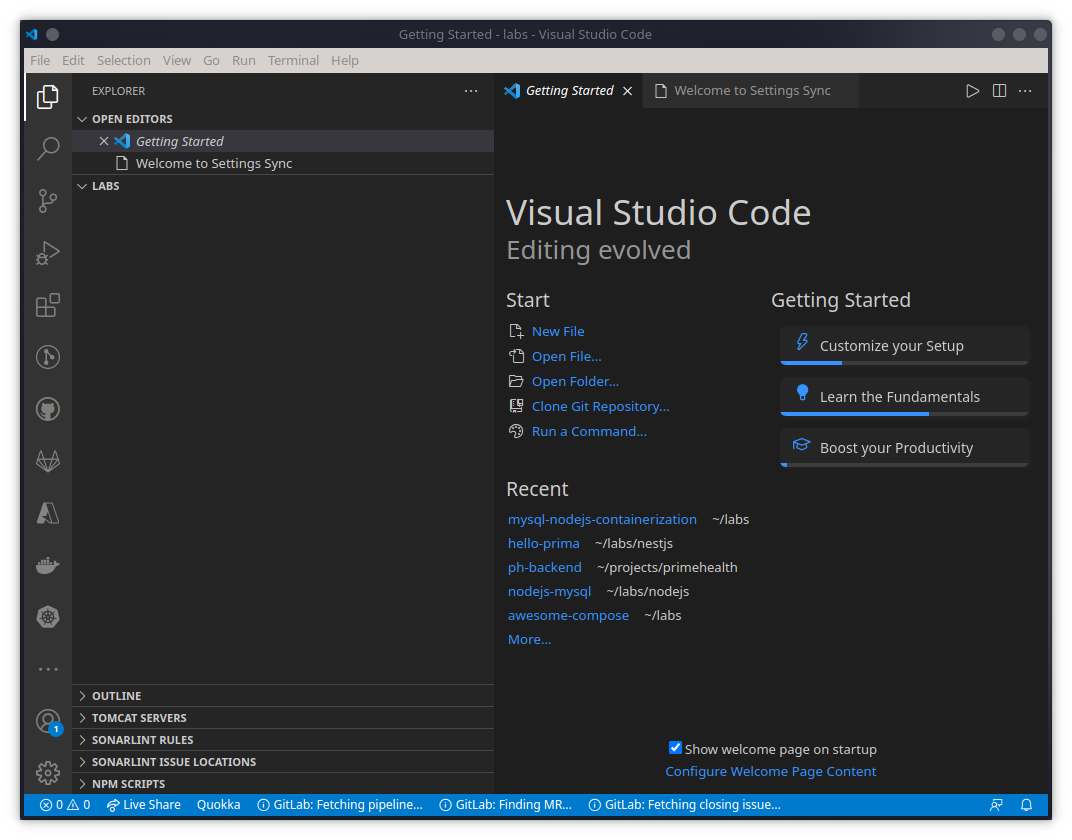 Getting Started - labs - Visual Studio Code
File Edit Selection View Go Run Terminal Help
EXPLORER
OPEN EDITORS
Getting Started
Welcome to Settings Sync
LABS
OUTLINE
TOMCAT SERVERS
SONARLINT RULES
SONARLINT ISSUE LOCATIONS
NPM SCRIPTS
1
Getting Started
Welcome to Settings Sync
Visual Studio Code
Editing evolved
Start
New File
Open File...
Open Folder...
Clone Git Repository...
Run a Command...
Recent
mysql-nodejs-containerization ~/labs
hello-prima ~/labs/nestjs
ph-backend ~/projects/primehealth
nodejs-mysql ~/labs/nodejs
awesome-compose ~/labs
More...
Getting Started
Customize your Setup
Learn the Fundamentals
Boost your Productivity
Show welcome page on startup
Configure Welcome Page Content
0 0 Live Share Quokka GitLab: Fetching pipeline... GitLab: Finding MR... GitLab: Fetching closing issue...